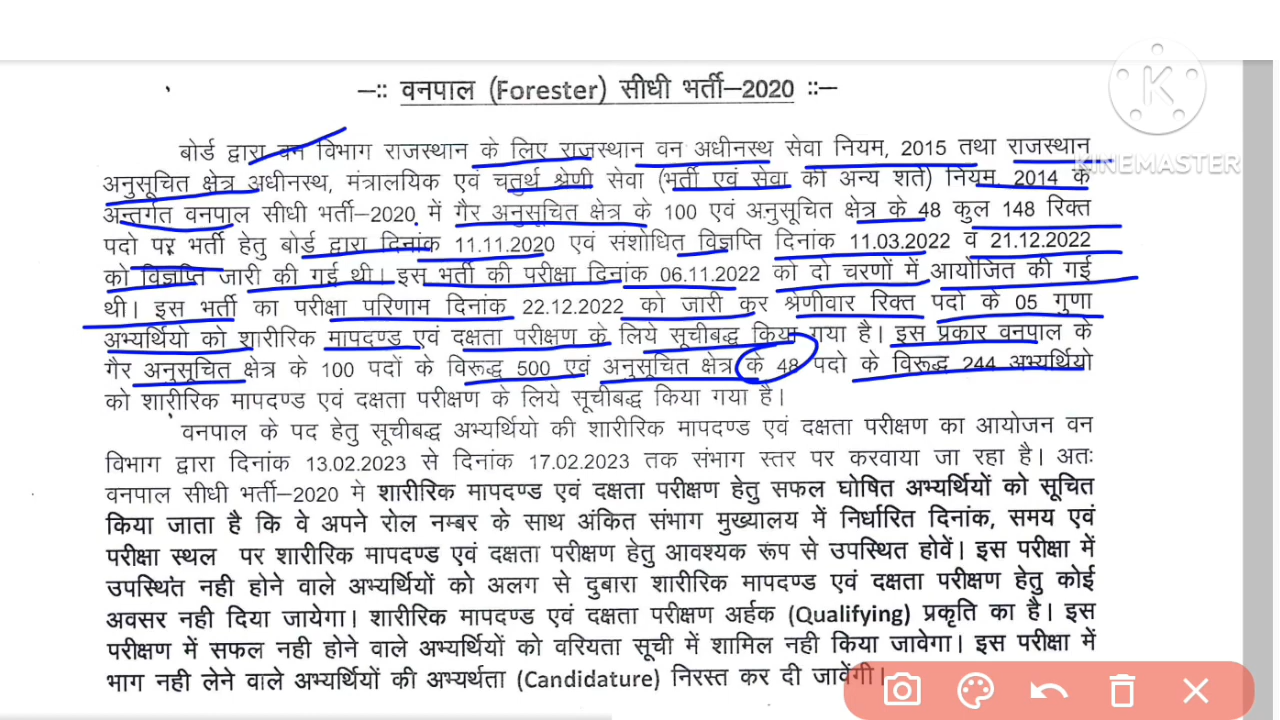 -:: वनपाल (Forester) सीधी भर्ती-2020 ::-
KINEMASTER
बोर्ड द्वारा वन विभाग राजस्थान के लिए राजस्थान वन अधीनस्थ सेवा नियम, 2015 तथा राजस्थान
अनुसूचित क्षेत्र अधीनस्थ, मंत्रालयिक एवं चतुर्थ श्रेणी सेवा (भर्ती एवं सेवा की अन्य शर्ते) नियम, 2014 के
अन्तर्गत वनपाल सीधी भर्ती-2020 में गैर अनुसूचित क्षेत्र के 100 एवं अनुसूचित क्षेत्र के 48 कुल 148 रिक्त
पदो पर भर्ती हेतु बोर्ड द्वारा दिनांक 11.11.2020 एवं संशोधित विज्ञप्ति दिनांक 11.03.2022 व 21.12.2022
को विज्ञप्ति जारी की गई थी। इस भर्ती की परीक्षा दिनांक 06.11.2022 को दो चरणों में आयोजित की गई
थी। इस भर्ती का परीक्षा परिणाम दिनांक 22.12.2022 को जारी कर श्रेणीवार रिक्त पदो के 05 गुणा
अभ्यर्थियो को शारीरिक मापदण्ड एवं दक्षता परीक्षण के लिये सूचीबद्ध किया गया है। इस प्रकार वनपाल के
गैर अनुसूचित क्षेत्र के 100 पदों के विरूद्ध 500 एवं अनुसूचित क्षेत्र के 48 पदो के विरूद्ध 244 अभ्यर्थियो
को शारीरिक मापदण्ड एवं दक्षता परीक्षण के लिये सूचीबद्ध किया गया है।
वनपाल के पद हेतु सूचीबद्ध अभ्यर्थियो की शारीरिक मापदण्ड एवं दक्षता परीक्षण का आयोजन वन
विभाग द्वारा दिनांक 13.02.2023 से दिनांक 17.02.2023 तक संभाग स्तर पर करवाया जा रहा है। अतः
वनपाल सीधी भर्ती-2020 मे शारीरिक मापदण्ड एवं दक्षता परीक्षण हेतु सफल घोषित अभ्यर्थियों को सूचित
किया जाता है कि वे अपने रोल नम्बर के साथ अंकित संभाग मुख्यालय में निर्धारित दिनांक, समय एवं
परीक्षा स्थल पर शारीरिक मापदण्ड एवं दक्षता परीक्षण हेतु आवश्यक रूप से उपस्थित होवें। इस परीक्षा में
उपस्थित नही होने वाले अभ्यर्थियों को अलग से दुबारा शारीरिक मापदण्ड एवं दक्षता परीक्षण हेतु कोई
अवसर नही दिया जायेगा। शारीरिक मापदण्ड एवं दक्षता परीक्षण अर्हक (Qualifying) प्रकृति का है। इस
परीक्षण में सफल नही होने वाले अभ्यर्थियों को वरियता सूची में शामिल नही किया जावेगा। इस परीक्षा में
भाग नही लेने वाले अभ्यर्थियों की अभ्यर्थता (Candidature) निरस्त कर दी जावेंगी।